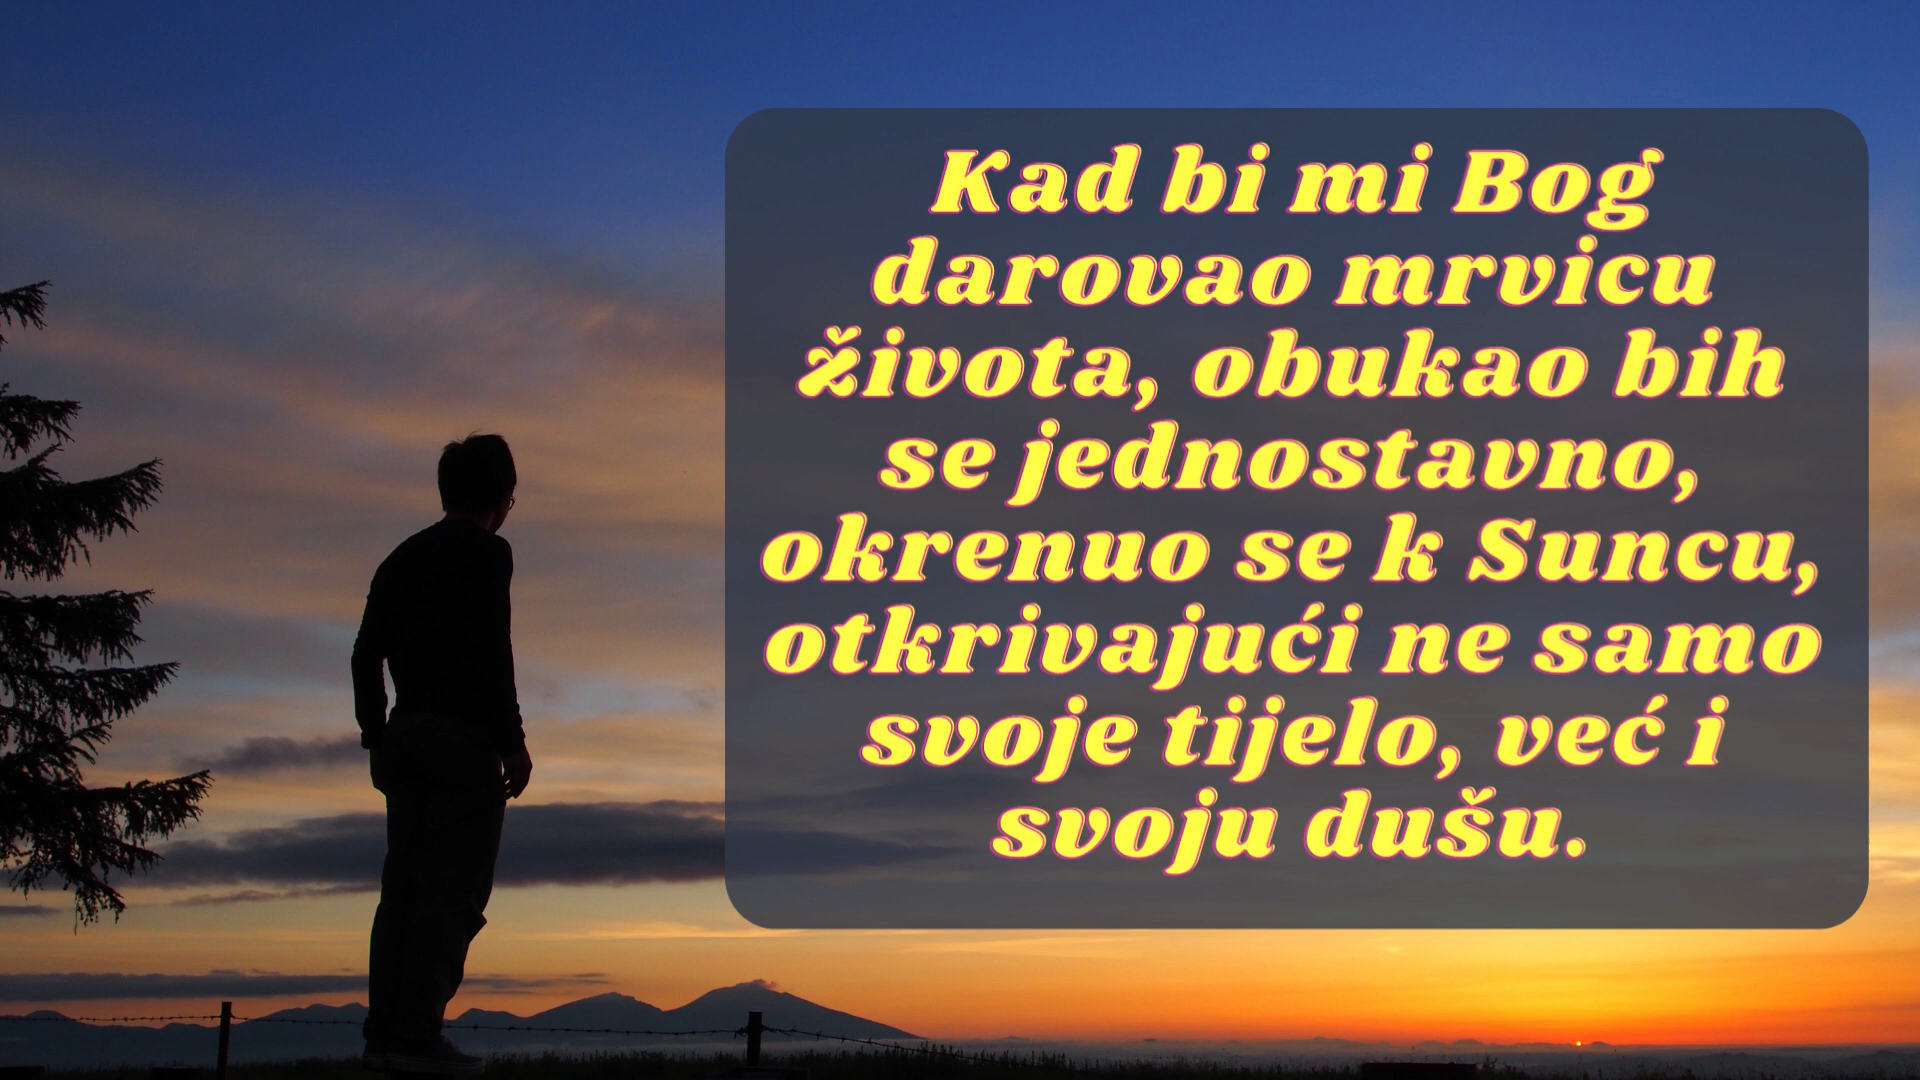 Kad bi mi Bog
darovao mrvicu
života, obukao bih
se jednostavno,
okrenuo se k Suncu,
otkrivajući ne samo
svoje tijelo, već i
svoju dušu.